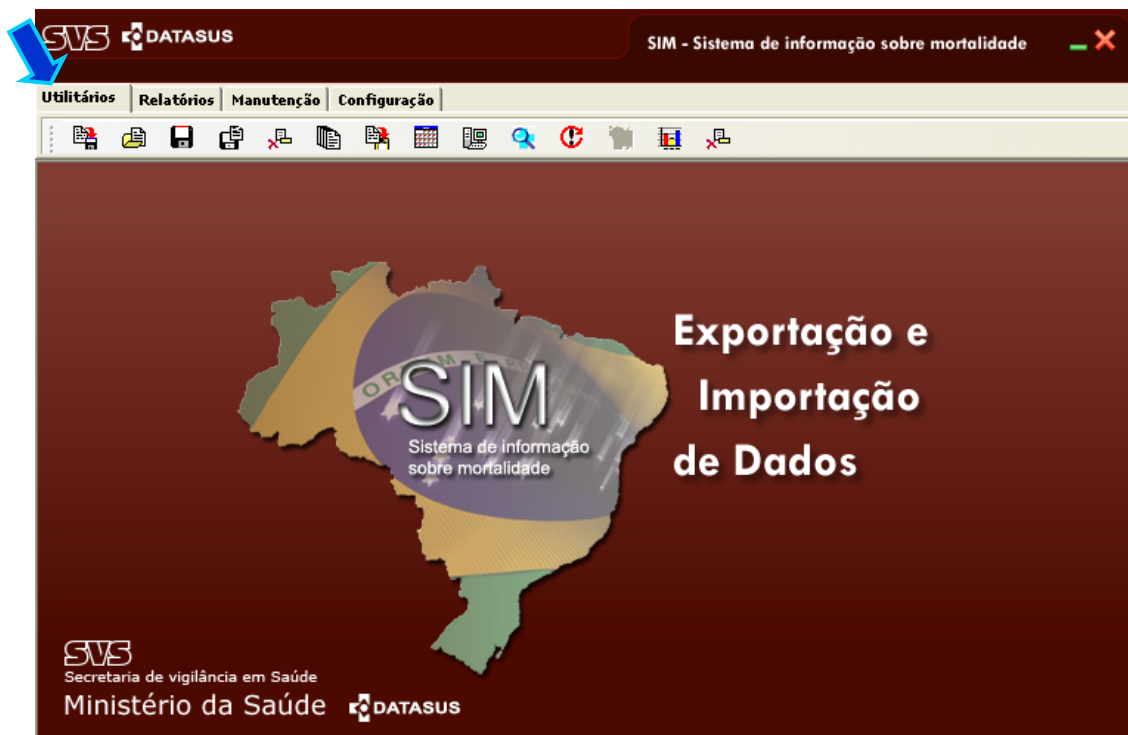 SVS DATASUS
SIM - Sistema de informação sobre mortalidade
Utilitários Relatórios Manutenção Configuração
Exportação e
Importação
de Dados
ORDEM E P
SIM
Sistema de informação
sobre mortalidade
SVS
Secretaria de vigilância em Saúde
Ministério da Saúde DATASUS